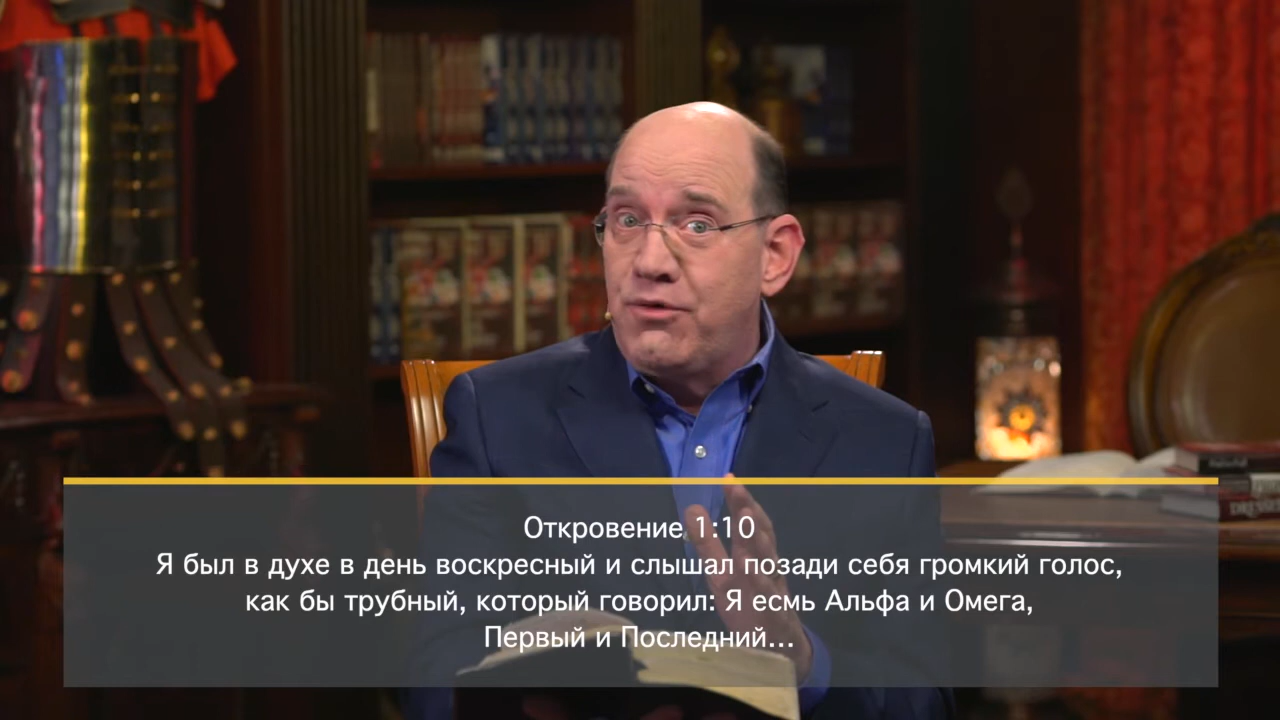 Откровение 1:10
Я был в духе в день воскресный и слышал позади себя громкий голос,
как бы трубный, который говорил: Я есмь Альфа и Омега,
Первый и Последний...